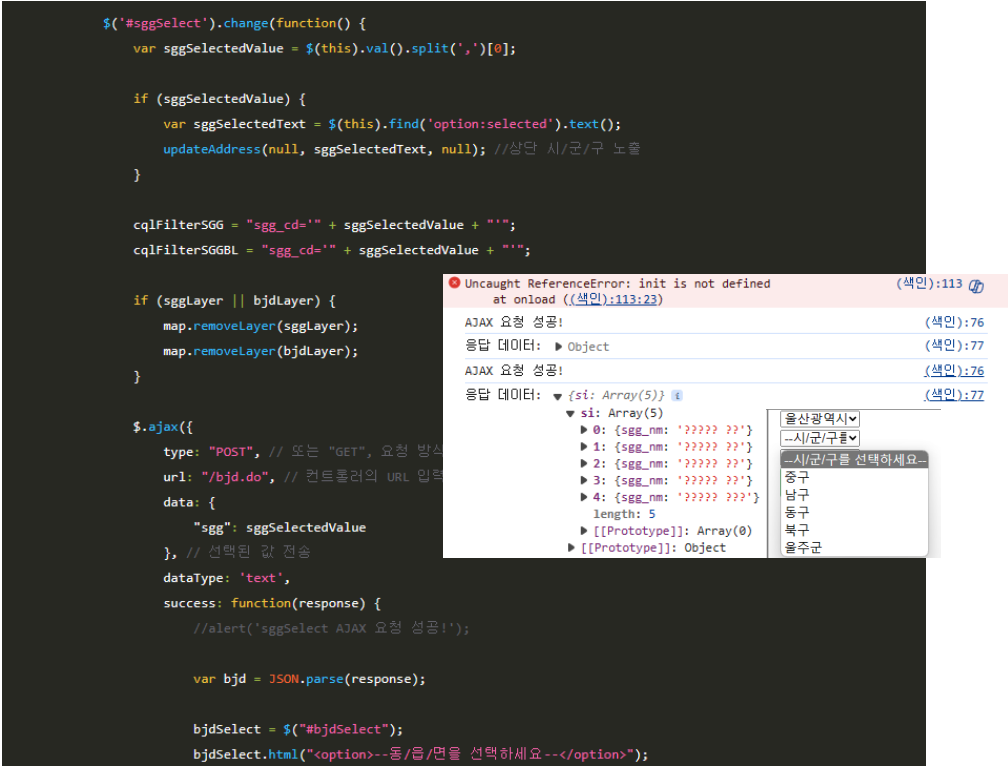 $('#sggSelect').change(function() {
var sggSelectedValue = $(this).val().split(',')[0];
if (sggSelectedValue) {
var sggSelectedText = $(this).find('option:selected').text();
updateAddress(null, sggSelectedText, null); //상단 시/군/구 노출
}
cqlFilterSGG = "sgg_cd='" + sggSelectedValue + "'";
cqlFilterSGGBL = "sgg_cd='" + sggSelectedValue + "'";
if (sggLayer || bjdLayer) {
map.removeLayer(sggLayer);
map.removeLayer(bjdLayer);
}
$.ajax({
type: "POST", // 또는 "GET", 요청 방식
url: "/bjd.do", // 컨트롤러의 URL 입력
data: {
"sgg": sggSelectedValue
}, // 선택된 값 전송
dataType: 'text',
success: function(response) {
//alert('sggSelect AJAX 요청 성공!');
var bjd = JSON.parse(response);
bjdSelect = $("#bjdSelect");
bjdSelect.html("<option>--동/읍/면을 선택하세요--</option>");
Uncaught ReferenceError: init is not defined (색인):113
at onload ((색인):113:23)
AJAX 요청 성공! (색인):76
응답 데이터: ▶ Object (색인):77
AJAX 요청 성공! (색인):76
응답 데이터: ▼ {si: Array(5)} i (색인):77
▼ si: Array(5)
▶ 0: {sgg_nm: '????? ??'}
▶ 1: {sgg_nm: '????? ??'}
▶ 2: {sgg_nm: '????? ??'}
▶ 3: {sgg_nm: '????? ??'}
▶ 4: {sgg_nm: '????? ???'}
length: 5
▶ [[Prototype]]: Array(0)
▶ [[Prototype]]: Object
울산광역시
--시/군/구를
--시/군/구를 선택하세요--
중구
남구
동구
북구
울주군